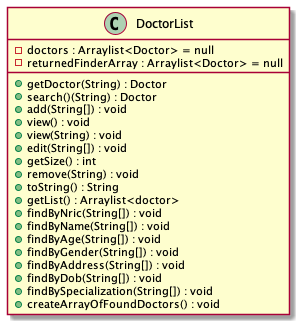 C DoctorList
doctors : Arraylist<Doctor> = null
returnedFinderArray : Arraylist<Doctor> = null
getDoctor(String) : Doctor
search()(String) : Doctor
add(String[]) : void
view() : void
view(String) : void
edit(String[]) : void
getSize() : int
remove(String) : void
toString() : String
getList() : Arraylist<doctor>
findByNric(String[]) : void
findByName(String[]) : void
findByAge(String[]) : void
findByGender(String[]) : void
findByAddress(String[]) : void
findByDob(String[]) : void
findBySpecialization(String[]) : void
createArrayOfFoundDoctors() : void